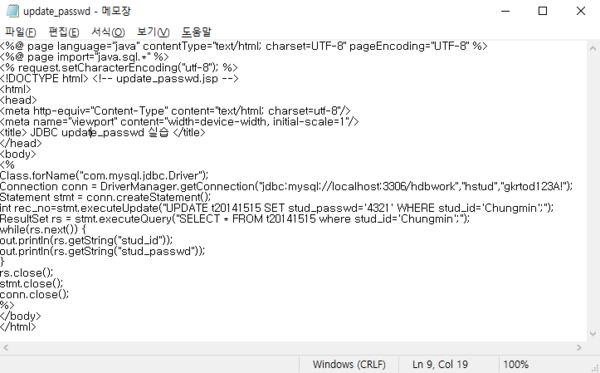 update_passwd - 메모장
파일(F) 편집(E) 서식(O) 보기(V) 도움말
<%@ page language="java" contentType="text/html; charset=UTF-8" pageEncoding="UTF-8" %>
<%@ page import="java.sql.*" %>
<% request.setCharacterEncoding("utf-8"); %>
<!DOCTYPE html> <!-- update_passwd.jsp -->
<html>
<head>
<meta http-equiv="Content-Type" content="text/html; charset=utf-8"/>
<meta name="viewport" content="width=device-width, initial-scale=1"/>
<title> JDBC update_passwd 실습 </title>
</head>
<body>
<%
Class.forName("com.mysql.jdbc.Driver");
Connection conn = DriverManager.getConnection("jdbc:mysql://localhost:3306/hdbwork","hstud","gkrtod123A!");
Statement stmt = conn.createStatement();
int rec_no=stmt.executeUpdate("UPDATE t20141515 SET stud_passwd='4321' WHERE stud_id='Chungmin';");
ResultSet rs = stmt.executeQuery("SELECT * FROM t20141515 where stud_id='Chungmin';");
while(rs.next()) {
out.println(rs.getString("stud_id"));
out.println(rs.getString("stud_passwd"));
}
rs.close();
stmt.close();
conn.close();
%>
</body>
</html>
Windows (CRLF) Ln 9, Col 19 100%